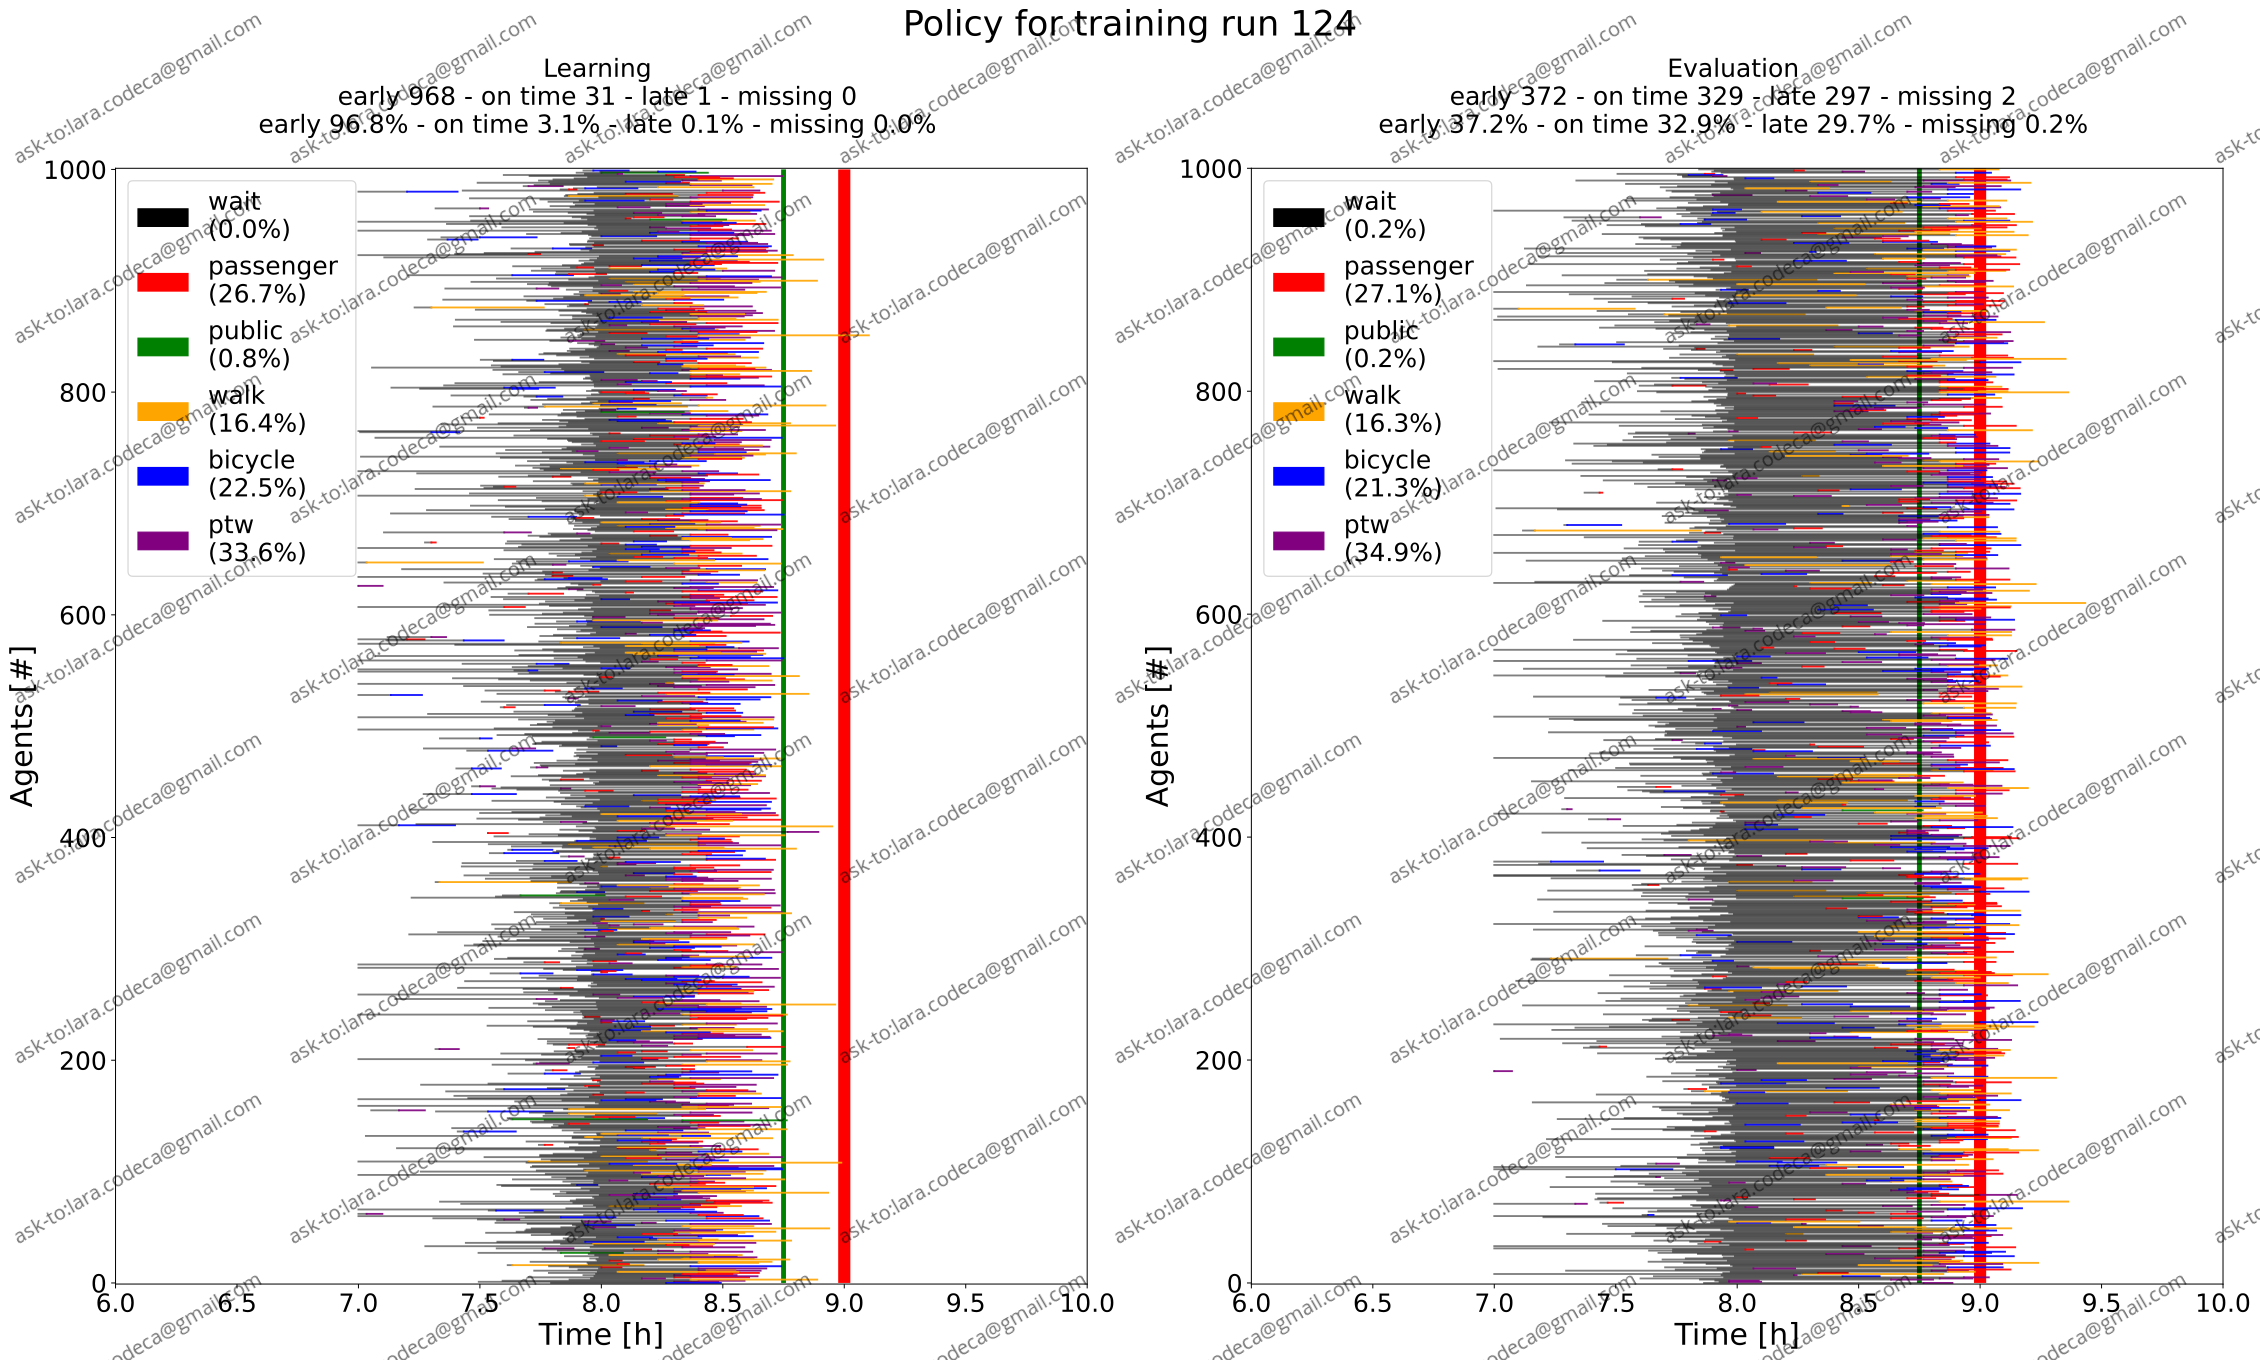 Policy for training run 124
Learning
early 968 - on time 31 - late 1 - missing 0
early 96.8% - on time 3.1% - late 0.1% - missing 0.0%
1000
800
600
400
200
0
Agents [#]
wait
(0.0%)
passenger
(26.7%)
public
(0.8%)
walk
(16.4%)
bicycle
(22.5%)
ptw
(33.6%)
6.0 6.5 7.0 7.5 8.0 8.5 9.0 9.5 10.0
Time [h]
Evaluation
early 372 - on time 329 - late 297 - missing 2
early 37.2% - on time 32.9% - late 29.7% - missing 0.2%
1000
800
600
400
200
0
Agents [#]
wait
(0.2%)
passenger
(27.1%)
public
(0.2%)
walk
(16.3%)
bicycle
(21.3%)
ptw
(34.9%)
6.0 6.5 7.0 7.5 8.0 8.5 9.0 9.5 10.0
Time [h]
ask-to:lara.codeca@gmail.com